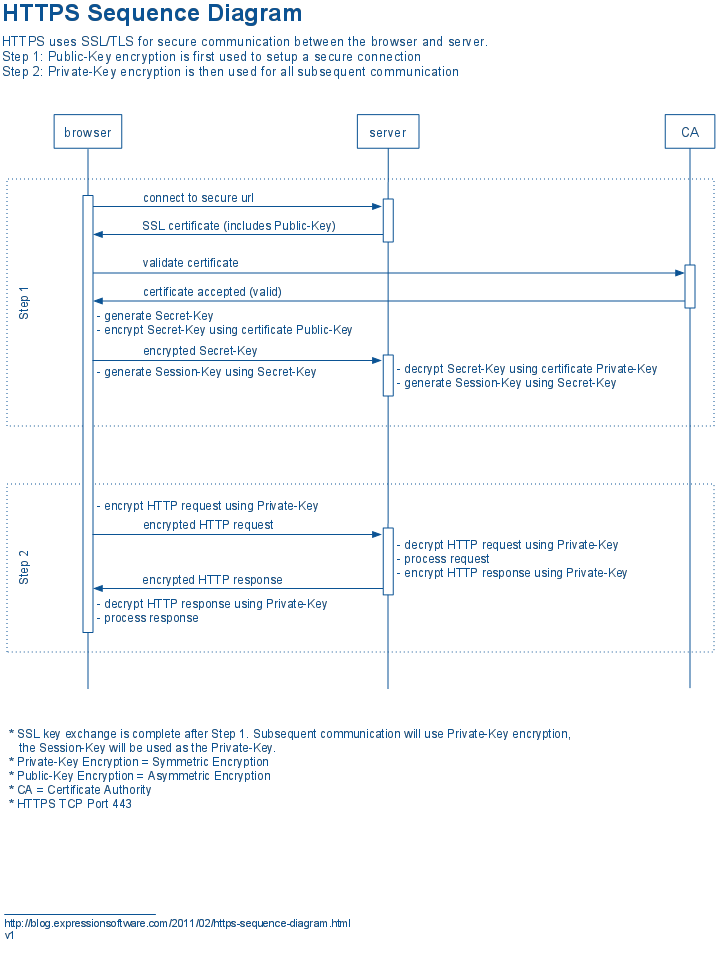 HTTPS Sequence Diagram
HTTPS uses SSL/TLS for secure communication between the browser and server.
Step 1: Public-Key encryption is first used to setup a secure connection
Step 2: Private-Key encryption is then used for all subsequent communication
browser
server
CA
Step 1
connect to secure url
SSL certificate (includes Public-Key)
validate certificate
certificate accepted (valid)
- generate Secret-Key
- encrypt Secret-Key using certificate Public-Key
encrypted Secret-Key
- generate Session-Key using Secret-Key
- decrypt Secret-Key using certificate Private-Key
- generate Session-Key using Secret-Key
Step 2
- encrypt HTTP request using Private-Key
encrypted HTTP request
- decrypt HTTP request using Private-Key
- process request
- encrypt HTTP response using Private-Key
encrypted HTTP response
- decrypt HTTP response using Private-Key
- process response
* SSL key exchange is complete after Step 1. Subsequent communication will use Private-Key encryption,
the Session-Key will be used as the Private-Key.
* Private-Key Encryption = Symmetric Encryption
* Public-Key Encryption = Asymmetric Encryption
* CA = Certificate Authority
* HTTPS TCP Port 443
http://blog.expressionsoftware.com/2011/02/https-sequence-diagram.html
v1